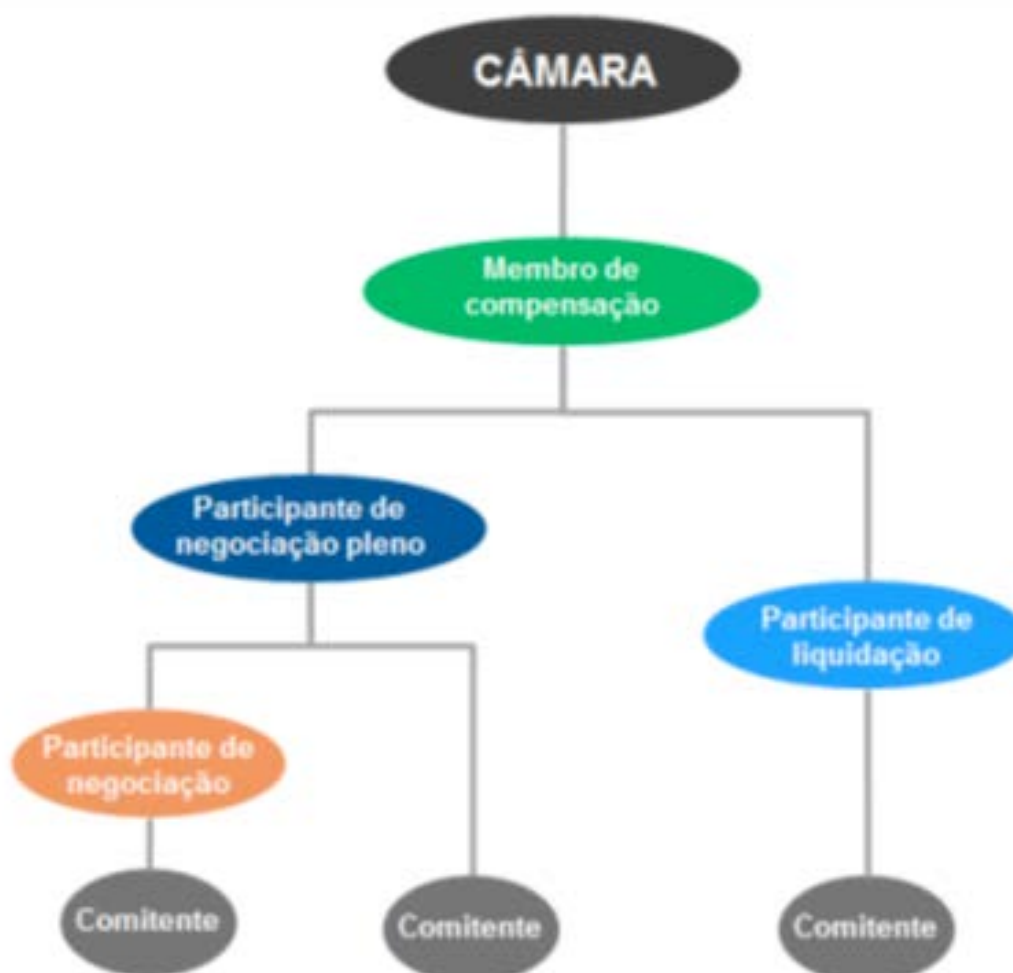 CÂMARA
Membro de
compensação
Participante de
negociação pleno
Participante de
liquidação
Participante de
negociação
Comitente
Comitente
Comitente